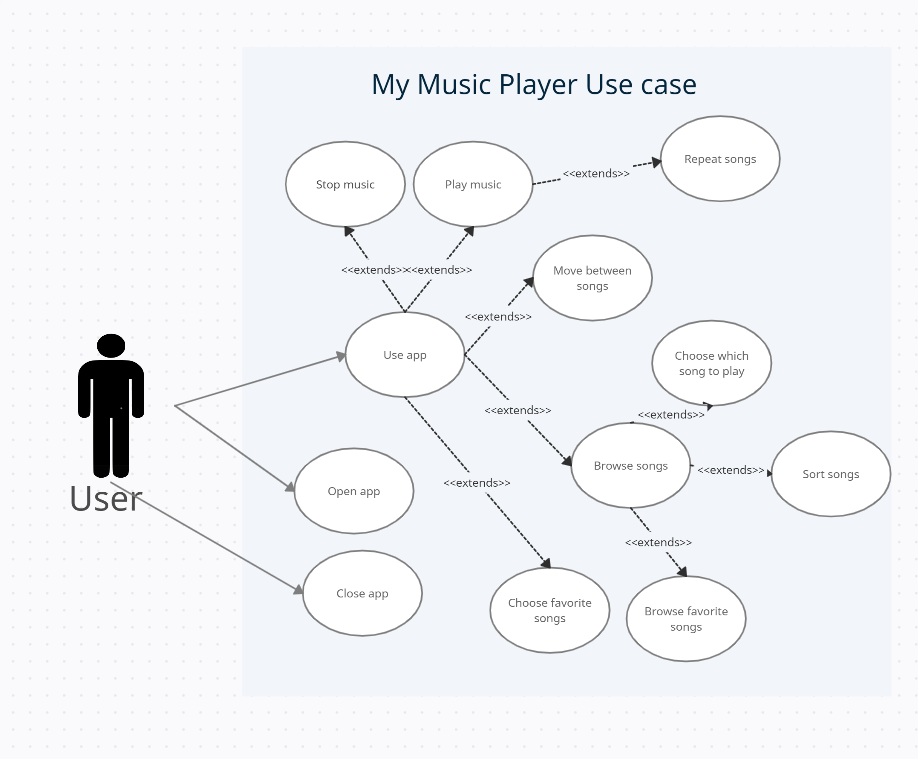 My Music Player Use case
Stop music
Play music
<<extends>>
Repeat songs
<<extends>>
<<extends>>
Move between
songs
<<extends>>
Use app
Choose which
song to play
<<extends>>
<<extends>>
Browse songs
<<extends>>
Sort songs
<<extends>>
Open app
User
<<extends>>
Close app
Choose favorite
songs
Browse favorite
songs